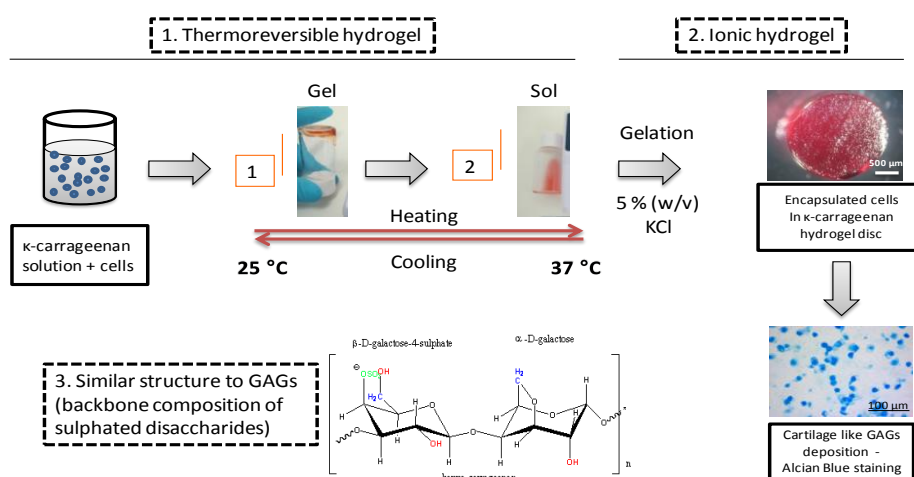 1. Thermoreversible hydrogel
2. Ionic hydrogel
Gel
Sol
1
2
Gelation
5 % (w/v)
KCl
500 µm
κ-carrageenan
solution + cells
Heating
Cooling
25 °C
37 °C
Encapsulated cells
In κ-carrageenan
hydrogel disc
3. Similar structure to GAGs
(backbone composition of
sulphated disaccharides)
β-D-galactose-4-sulphate
α-D-galactose
⊖
OSO
OH
H₂C
H
H
H
H
OH
H
O
O
O
H₂C
O
O
H
H
H
H
OH
H
O
n
100 µm
Cartilage like GAGs
deposition -
Alcian Blue staining